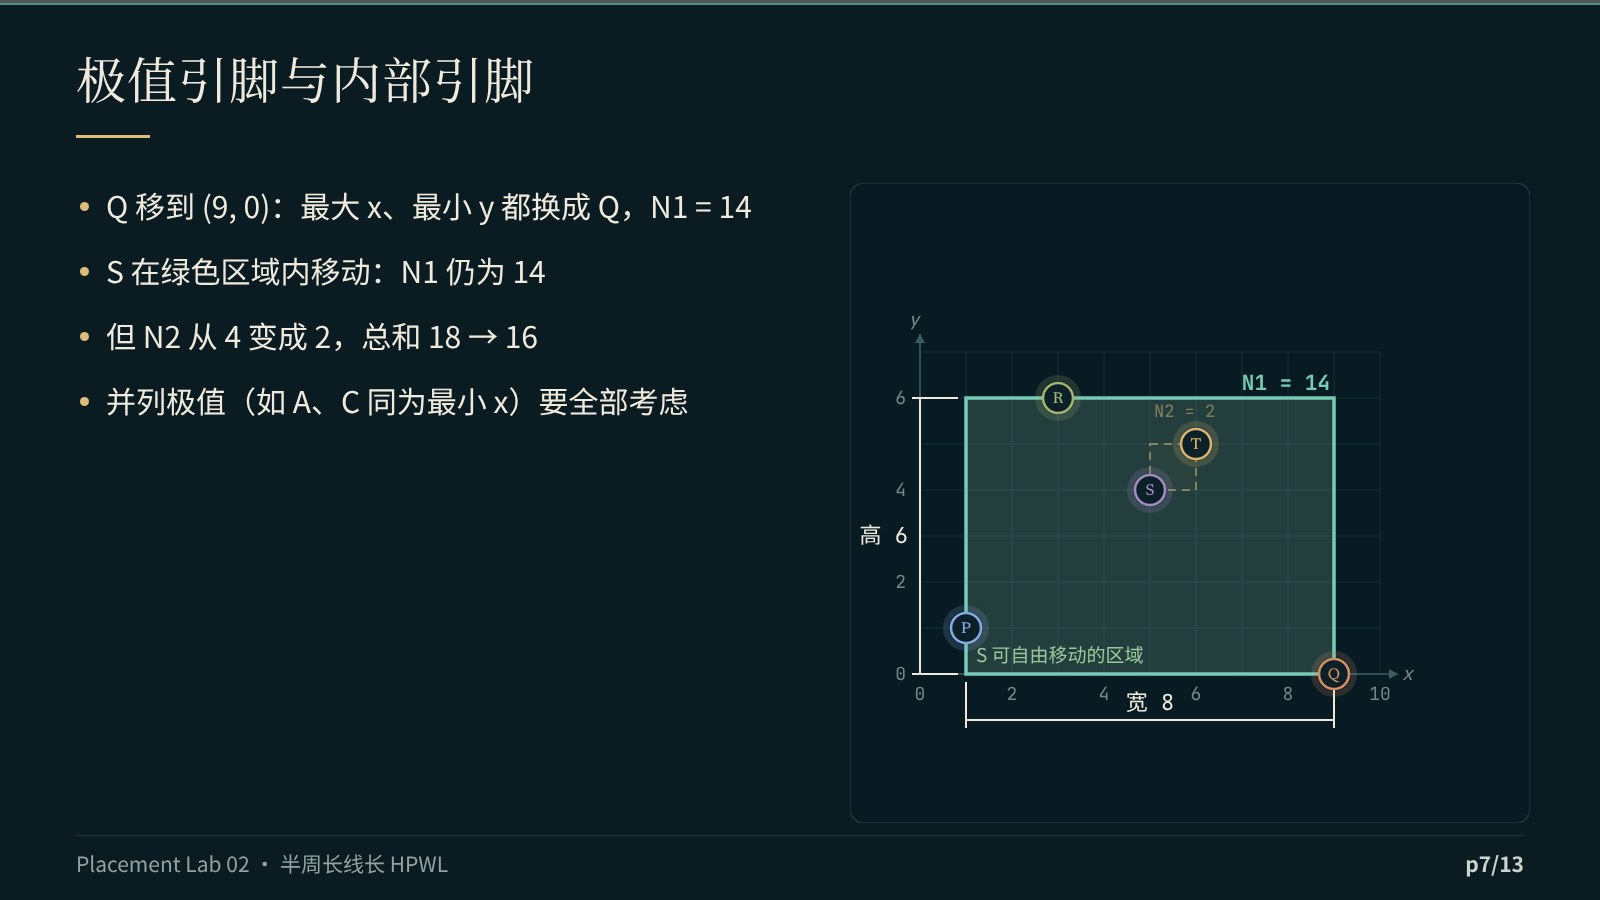 极值引脚与内部引脚
• Q 移到 (9, 0)：最大 x、最小 y 都换成 Q，N1 = 14
• S 在绿色区域内移动：N1 仍为 14
• 但 N2 从 4 变成 2，总和 18 → 16
• 并列极值（如 A、C 同为最小 x）要全部考虑
y
N1 = 14
6
R
N2 = 2
T
4
S
高 6
2
P
S 可自由移动的区域
0
Q
x
0 2 4 6 8 10
宽 8
Placement Lab 02 · 半周长线长 HPWL
p7/13